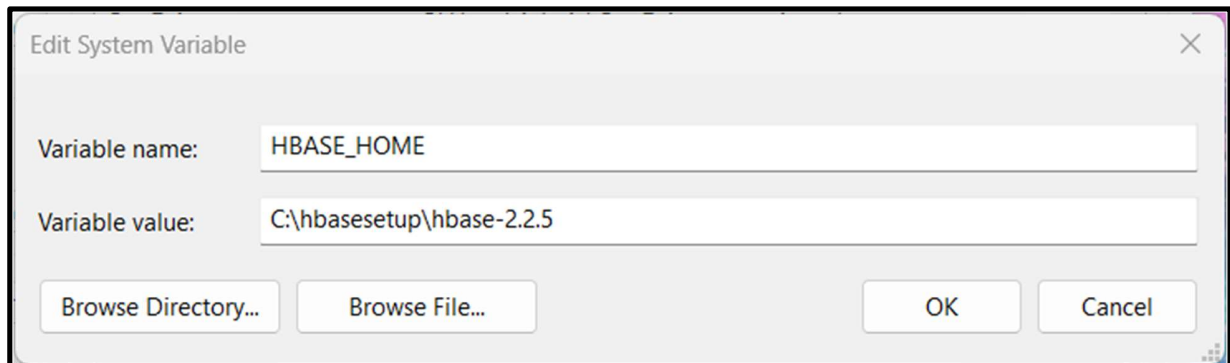 Edit System Variable
Variable name: HBASE_HOME
Variable value: C:\hbasesetup\hbase-2.2.5
Browse Directory... Browse File... OK Cancel